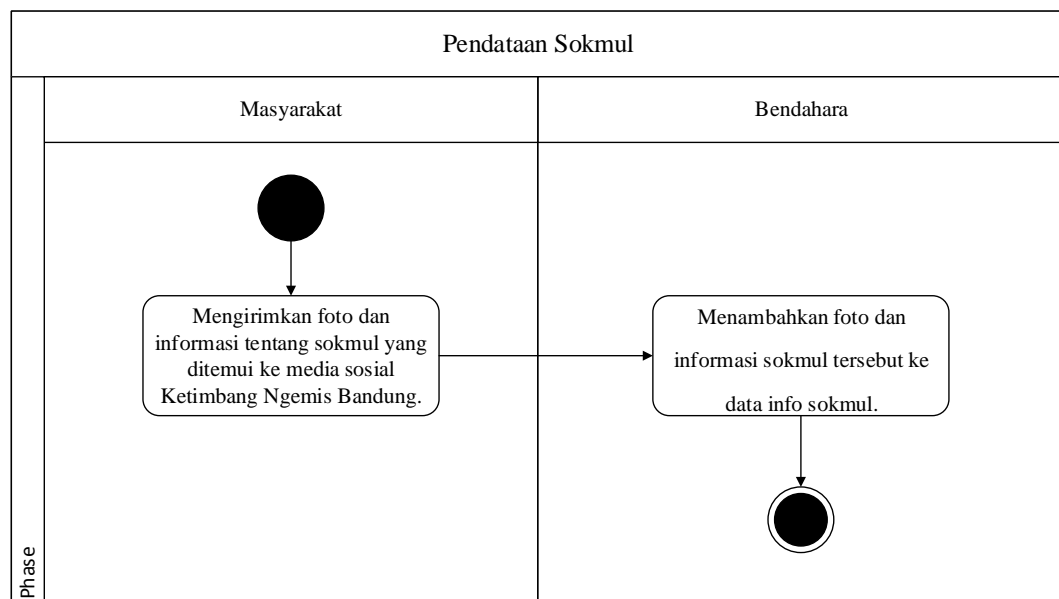 Pendataan Sokmul
Masyarakat
Bendahara
Mengirimkan foto dan
informasi tentang sokmul yang
ditemui ke media sosial
Ketimbang Ngemis Bandung.
Menambahkan foto dan
informasi sokmul tersebut ke
data info sokmul.
Phase